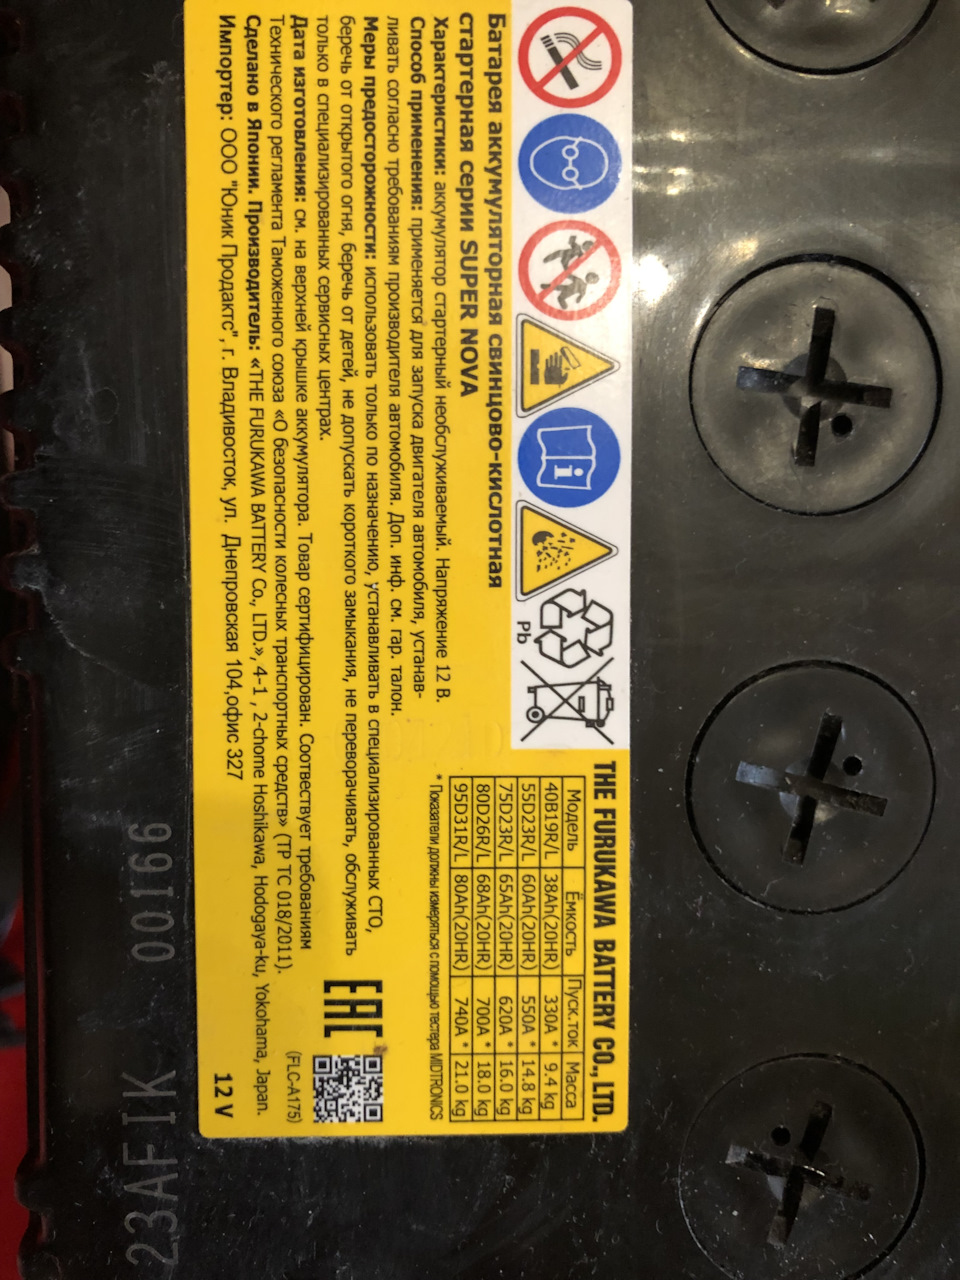 Pb
THE FURUKAWA BATTERY CO., LTD.
Батарея аккумуляторная свинцово-кислотная
стартерная серии SUPER NOVA
Характеристики: аккумулятор стартерный необслуживаемый. Напряжение 12 В.
Способ применения: применяется для запуска двигателя автомобиля, устанав-
ливать согласно требованиям производителя автомобиля. Доп. инф. см. гар. талон.
Меры предосторожности: использовать только по назначению, устанавливать в специализированных СТО,
беречь от открытого огня, беречь от детей, не допускать короткого замыкания, не переворачивать, обслуживать
только в специализированных сервисных центрах.
Дата изготовления: см. на верхней крышке аккумулятора. Товар сертифицирован. Соотвествует требованиям
Технического регламента Таможенного союза «О безопасности колесных транспортных средств» (ТР ТС 018/2011).
Сделано в Японии. Производитель: «THE FURUKAWA BATTERY Co., LTD.», 4-1 , 2-chome Hoshikawa, Hodogaya-ku, Yokohama, Japan.
Импортер: ООО "Юник Продактс", г. Владивосток, ул. Днепровская 104,офис 327
Модель Ёмкость Пуск.ток Масса
40B19R/L 38Ah(20HR) 330A * 9.4 kg
55D23R/L 60Ah(20HR) 550A * 14.8 kg
75D23R/L 65Ah(20HR) 620A * 16.0 kg
80D26R/L 68Ah(20HR) 700A * 18.0 kg
95D31R/L 80Ah(20HR) 740A * 21.0 kg
* Показатели должны измеряться с помощью тестера MIDTRONICS
EAC
(FLC-A175)
12 V
00166
23AF1K